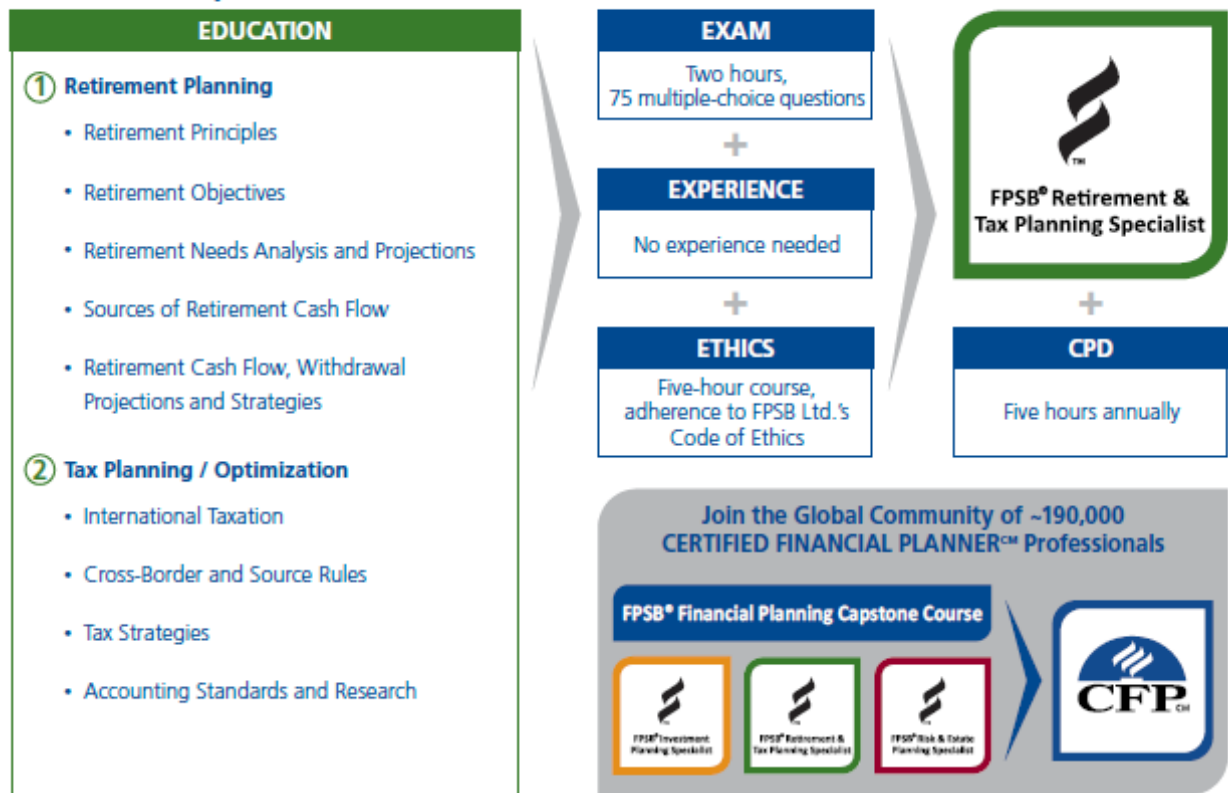 EDUCATION
① Retirement Planning
• Retirement Principles
• Retirement Objectives
• Retirement Needs Analysis and Projections
• Sources of Retirement Cash Flow
• Retirement Cash Flow, Withdrawal
Projections and Strategies
② Tax Planning / Optimization
• International Taxation
• Cross-Border and Source Rules
• Tax Strategies
• Accounting Standards and Research
EXAM
Two hours,
75 multiple-choice questions
+
EXPERIENCE
No experience needed
+
ETHICS
Five-hour course,
adherence to FPSB Ltd.'s
Code of Ethics
TM
FPSB® Retirement &
Tax Planning Specialist
+
CPD
Five hours annually
Join the Global Community of ~190,000
CERTIFIED FINANCIAL PLANNER℠ Professionals
FPSB® Financial Planning Capstone Course
FPSB® Investment
Planning Specialist
FPSB® Retirement &
Tax Planning Specialist
FPSB® Risk & Estate
Planning Specialist
CFP